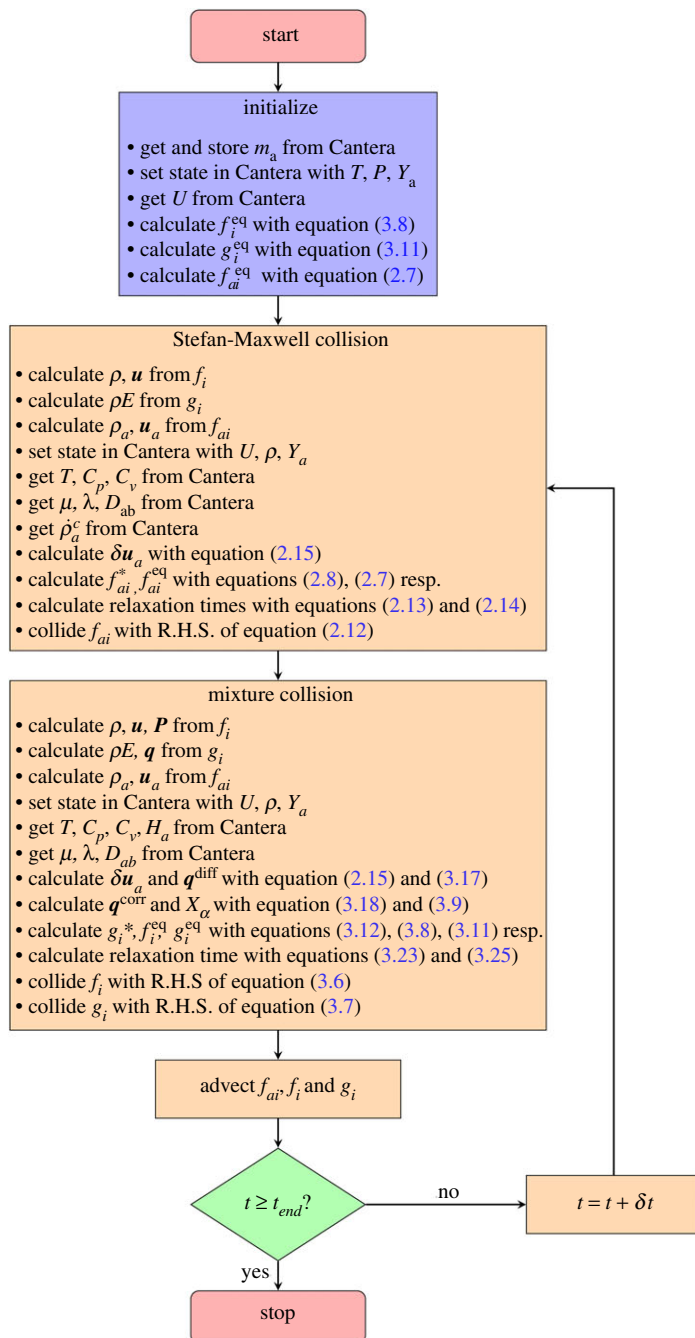 start
initialize
• get and store mₐ from Cantera
• set state in Cantera with T, P, Yₐ
• get U from Cantera
• calculate f_i^eq with equation (3.8)
• calculate g_i^eq with equation (3.11)
• calculate f_ai^eq with equation (2.7)
Stefan-Maxwell collision
• calculate ρ, u from f_i
• calculate ρE from g_i
• calculate ρ_a, u_a from f_ai
• set state in Cantera with U, ρ, Y_a
• get T, C_p, C_v from Cantera
• get μ, λ, D_ab from Cantera
• get ρ̇_a^c from Cantera
• calculate δu_a with equation (2.15)
• calculate f_ai^*, f_ai^eq with equations (2.8), (2.7) resp.
• calculate relaxation times with equations (2.13) and (2.14)
• collide f_ai with R.H.S. of equation (2.12)
mixture collision
• calculate ρ, u, P from f_i
• calculate ρE, q from g_i
• calculate ρ_a, u_a from f_ai
• set state in Cantera with U, ρ, Y_a
• get T, C_p, C_v, H_a from Cantera
• get μ, λ, D_ab from Cantera
• calculate δu_a and q^diff with equation (2.15) and (3.17)
• calculate q^corr and X_α with equation (3.18) and (3.9)
• calculate g_i*, f_i^eq, g_i^eq with equations (3.12), (3.8), (3.11) resp.
• calculate relaxation time with equations (3.23) and (3.25)
• collide f_i with R.H.S of equation (3.6)
• collide g_i with R.H.S. of equation (3.7)
advect f_ai, f_i and g_i
t ≥ t_end?
no
t = t + δt
yes
stop